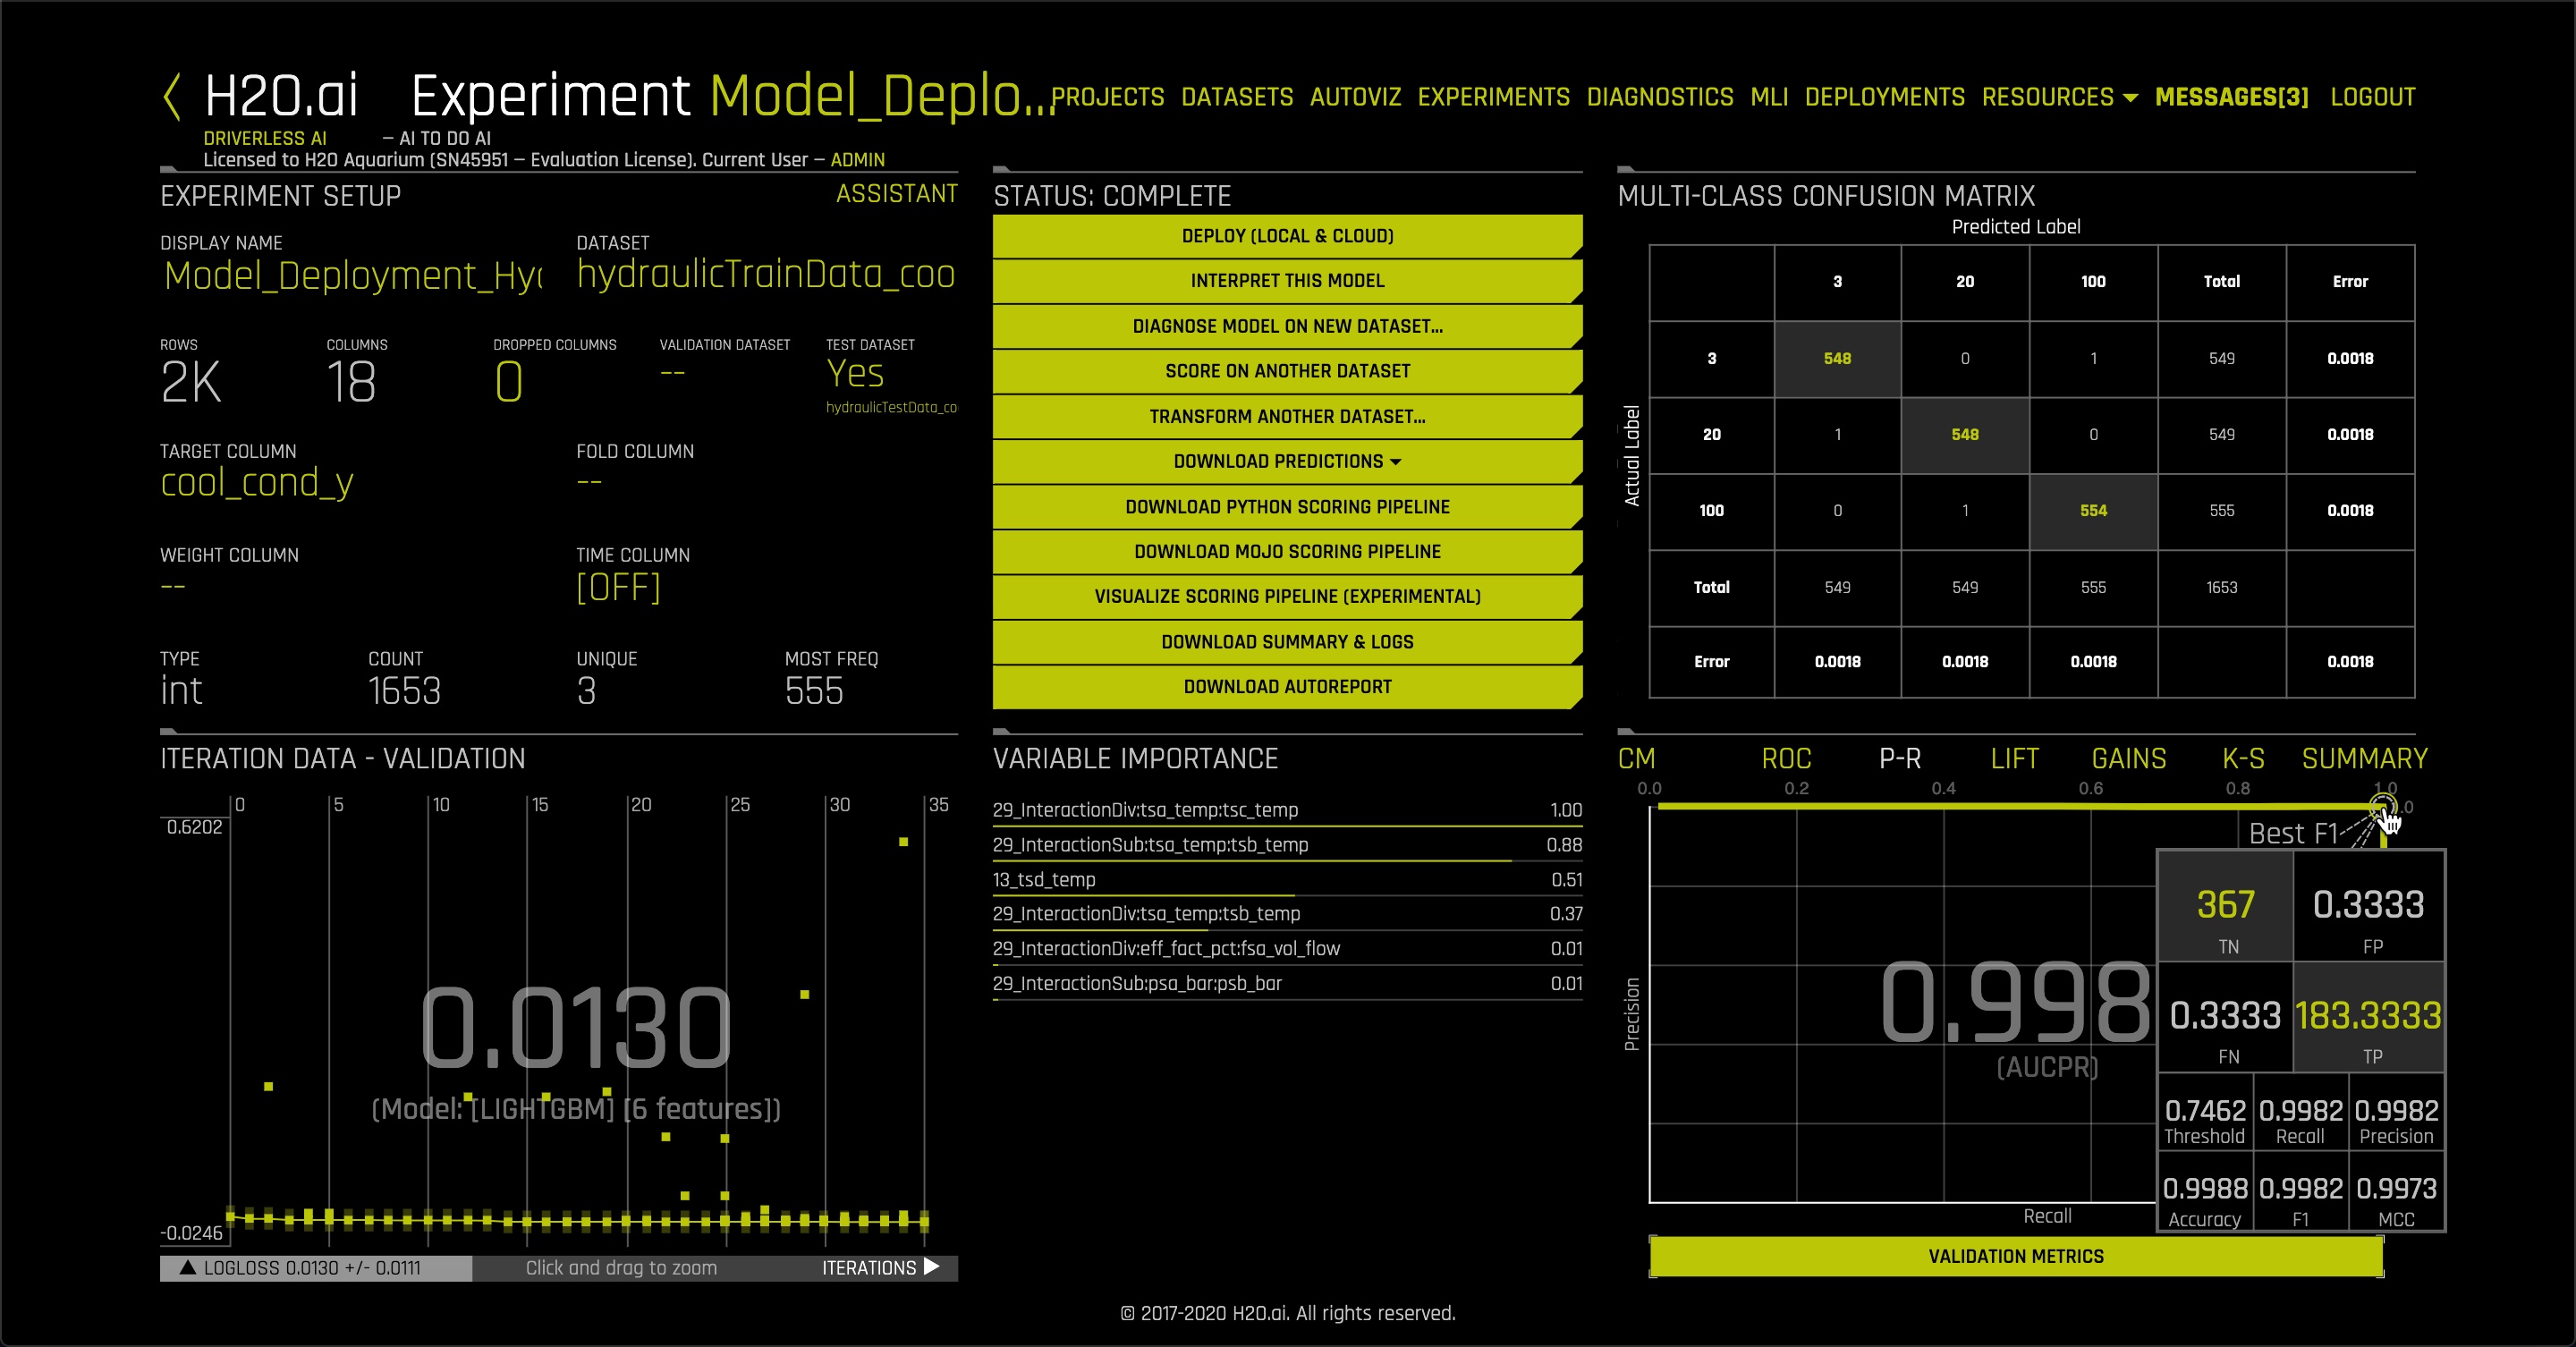 H2O.ai Experiment Model_Deplo...
PROJECTS DATASETS AUTOVIZ EXPERIMENTS DIAGNOSTICS MLI DEPLOYMENTS RESOURCES MESSAGES[3] LOGOUT
DRIVERLESS AI – AI TO DO AI
Licensed to H2O Aquarium (SN45951 – Evaluation License). Current User – ADMIN
EXPERIMENT SETUP ASSISTANT
DISPLAY NAME DATASET
Model_Deployment_Hy hydraulicTrainData_coo
ROWS COLUMNS DROPPED COLUMNS VALIDATION DATASET TEST DATASET
2K 18 0 -- Yes
hydraulicTestData_co
TARGET COLUMN FOLD COLUMN
cool_cond_y --
WEIGHT COLUMN TIME COLUMN
-- [OFF]
TYPE COUNT UNIQUE MOST FREQ
int 1653 3 555
STATUS: COMPLETE
DEPLOY (LOCAL & CLOUD)
INTERPRET THIS MODEL
DIAGNOSE MODEL ON NEW DATASET...
SCORE ON ANOTHER DATASET
TRANSFORM ANOTHER DATASET...
DOWNLOAD PREDICTIONS
DOWNLOAD PYTHON SCORING PIPELINE
DOWNLOAD MOJO SCORING PIPELINE
VISUALIZE SCORING PIPELINE (EXPERIMENTAL)
DOWNLOAD SUMMARY & LOGS
DOWNLOAD AUTOREPORT
MULTI-CLASS CONFUSION MATRIX
Predicted Label
Actual Label
3 20 100 Total Error
3 548 0 1 549 0.0018
20 1 548 0 549 0.0018
100 0 1 554 555 0.0018
Total 549 549 555 1653
Error 0.0018 0.0018 0.0018 0.0018
ITERATION DATA - VALIDATION
0 5 10 15 20 25 30 35
0.6202
0.0130
(Model: [LIGHTGBM] [6 features])
-0.0246
LOGLOSS 0.0130 +/- 0.0111 Click and drag to zoom ITERATIONS
VARIABLE IMPORTANCE
29_InteractionDiv:tsa_temp:tsc_temp 1.00
29_InteractionSub:tsa_temp:tsb_temp 0.88
13_tsd_temp 0.51
29_InteractionDiv:tsa_temp:tsb_temp 0.37
29_InteractionDiv:eff_fact_pct:fsa_vol_flow 0.01
29_InteractionSub:psa_bar:psb_bar 0.01
CM ROC P-R LIFT GAINS K-S SUMMARY
0.0 0.2 0.4 0.6 0.8 1.0
.0
Best F1
Precision
0.998
(AUCPR)
367 0.3333
TN FP
0.3333 183.3333
FN TP
0.7462 0.9982 0.9982
Threshold Recall Precision
0.9988 0.9982 0.9973
Accuracy F1 MCC
Recall
VALIDATION METRICS
© 2017-2020 H2O.ai. All rights reserved.